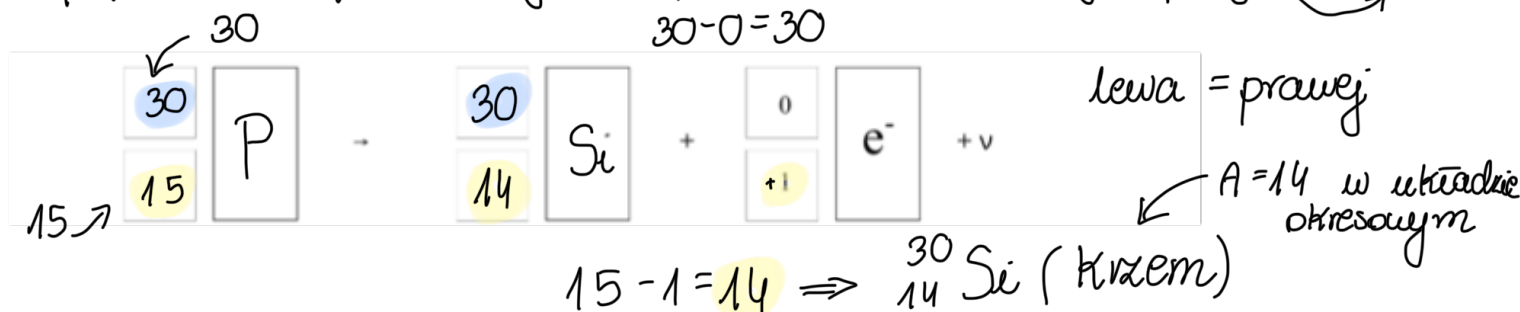 30
30-0=30
30 P → 30 Si + 0 e⁻ + ν
15 14 +1
lewa = prawej
15
A=14 w układzie
okresowym
15-1=14 ⇒ 30 14 Si (Krzem)